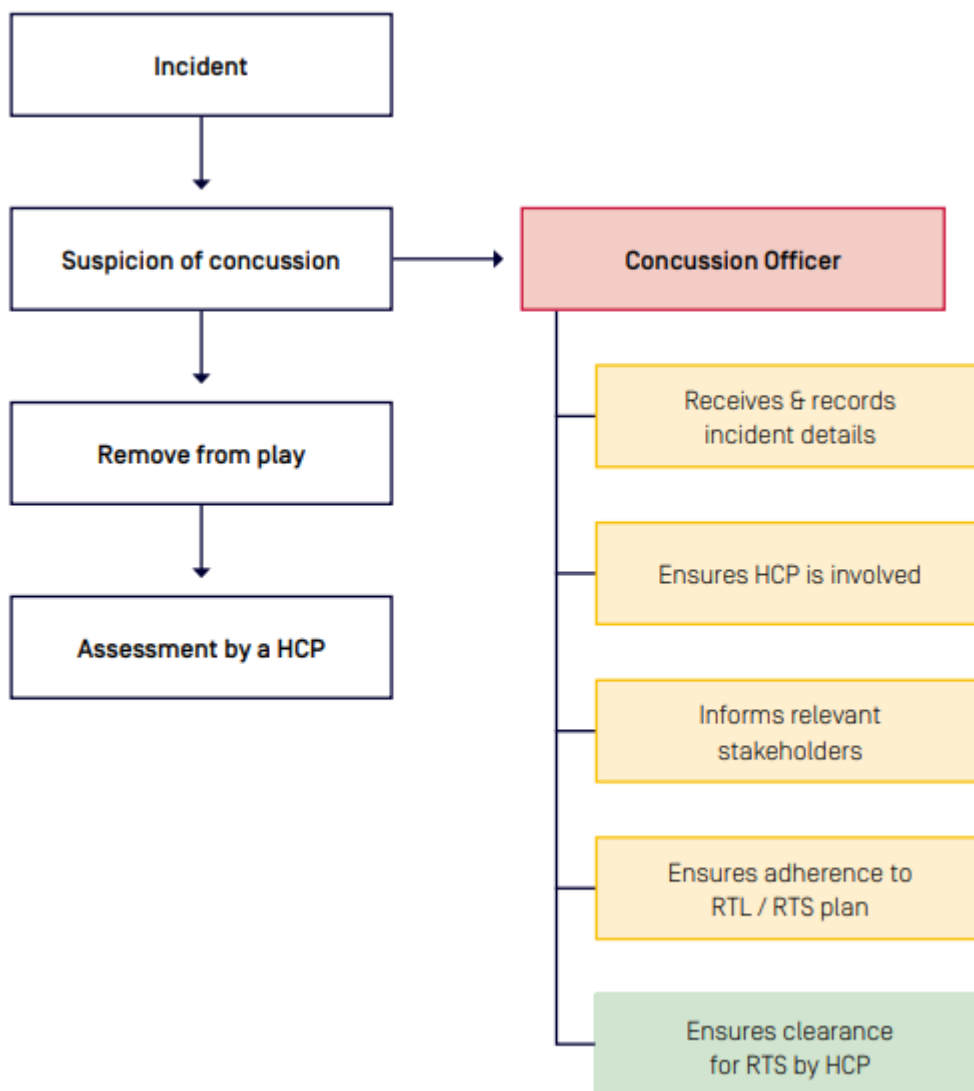 Incident
Suspicion of concussion
Concussion Officer
Remove from play
Assessment by a HCP
Receives & records
incident details
Ensures HCP is involved
Informs relevant
stakeholders
Ensures adherence to
RTL / RTS plan
Ensures clearance
for RTS by HCP